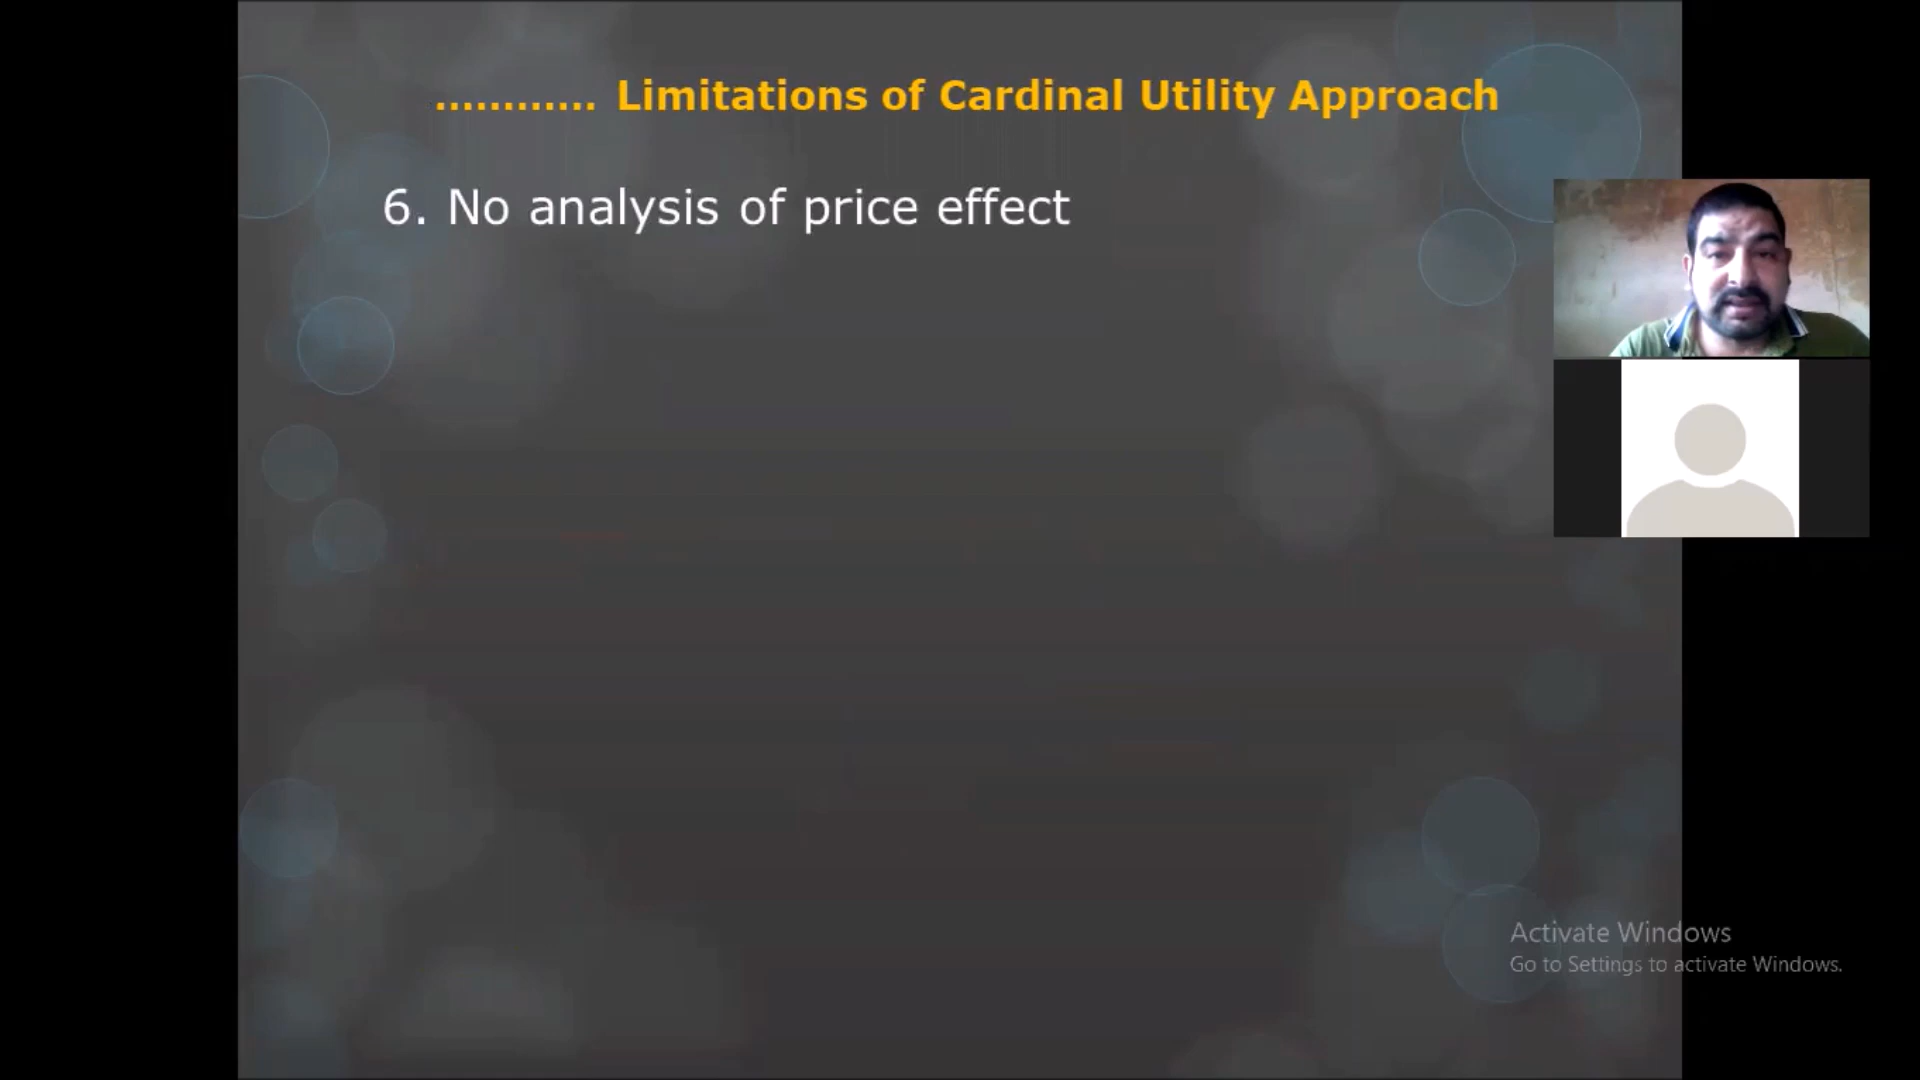 ............ Limitations of Cardinal Utility Approach
6. No analysis of price effect
Activate Windows
Go to Settings to activate Windows.